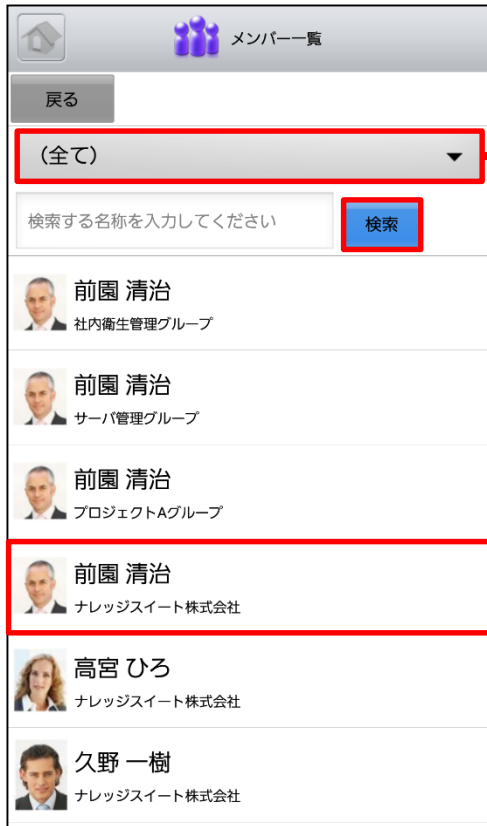 メンバー一覧
戻る
(全て)
検索する名称を入力してください
検索
前園 清治
社内衛生管理グループ
前園 清治
サーバ管理グループ
前園 清治
プロジェクトAグループ
前園 清治
ナレッジスイート株式会社
高宮 ひろ
ナレッジスイート株式会社
久野 一樹
ナレッジスイート株式会社